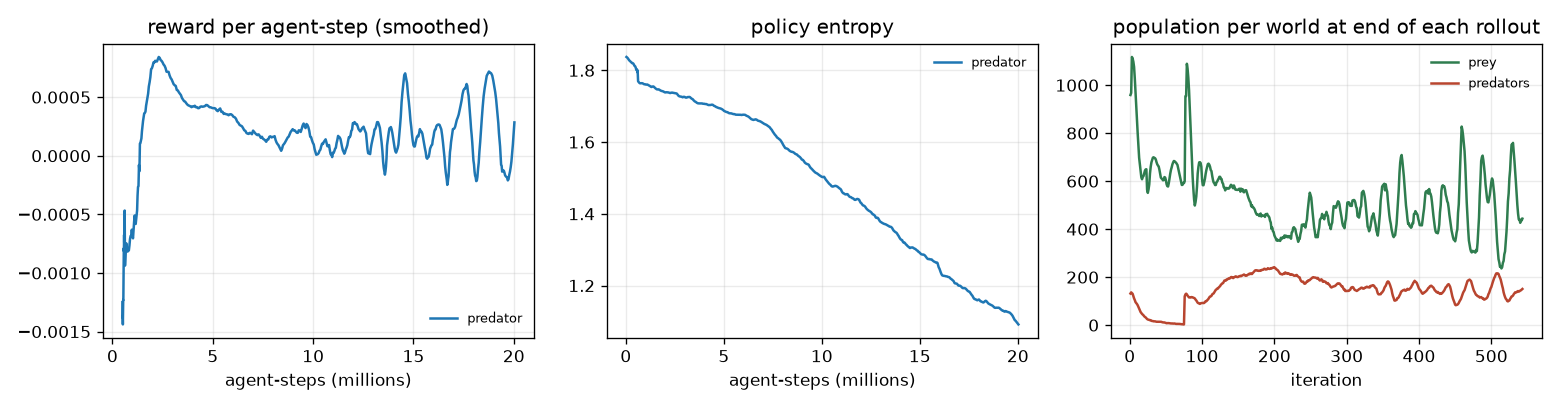 reward per agent-step (smoothed)
0.0005
0.0000
−0.0005
−0.0010
−0.0015
predator
0 5 10 15 20
agent-steps (millions)
policy entropy
predator
1.8
1.6
1.4
1.2
0 5 10 15 20
agent-steps (millions)
population per world at end of each rollout
prey
predators
1000
800
600
400
200
0
0 100 200 300 400 500
iteration